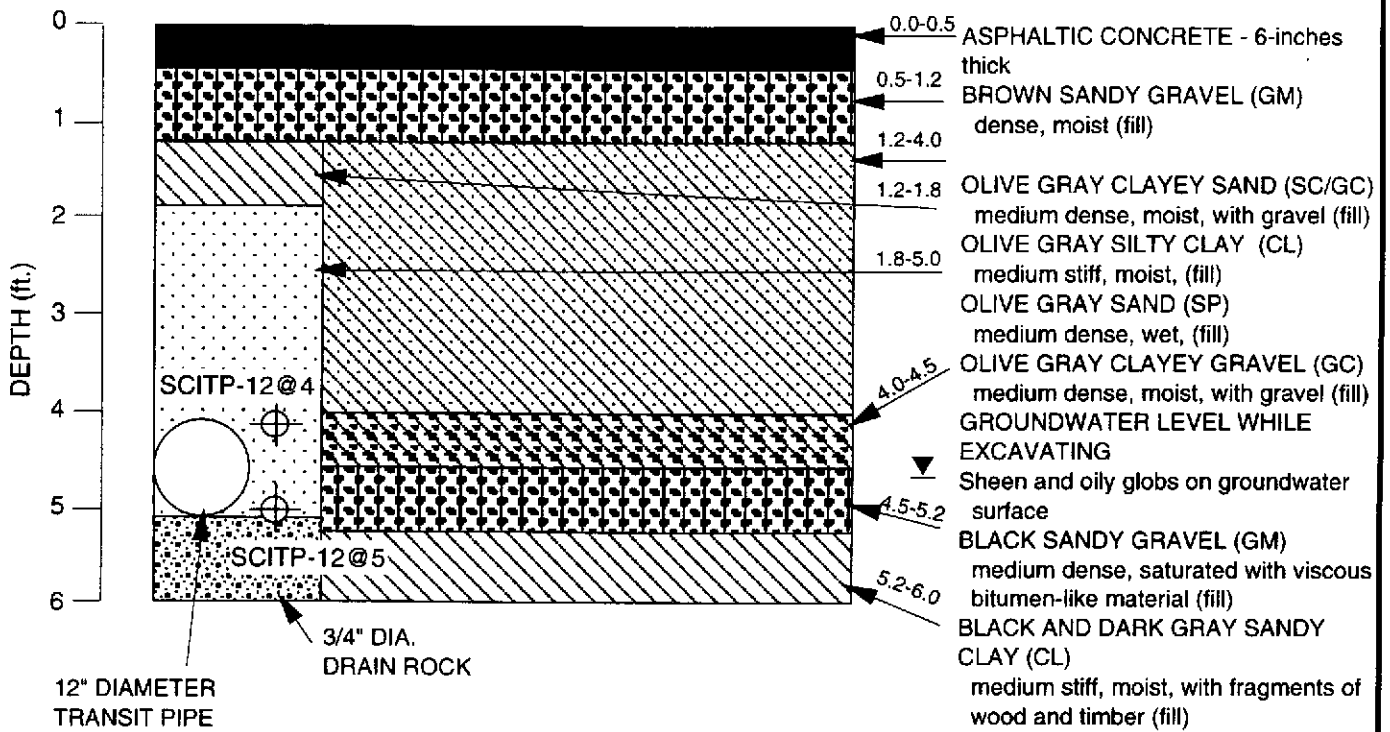 DEPTH (ft.)
0
1
2
3
4
5
6
SCITP-12@4
SCITP-12@5
12" DIAMETER
TRANSIT PIPE
3/4" DIA.
DRAIN ROCK
0.0-0.5
ASPHALTIC CONCRETE - 6-inches
thick
0.5-1.2
BROWN SANDY GRAVEL (GM)
dense, moist (fill)
1.2-4.0
OLIVE GRAY CLAYEY SAND (SC/GC)
medium dense, moist, with gravel (fill)
1.2-1.8
OLIVE GRAY SILTY CLAY (CL)
medium stiff, moist, (fill)
1.8-5.0
OLIVE GRAY SAND (SP)
medium dense, wet, (fill)
4.0-4.5
OLIVE GRAY CLAYEY GRAVEL (GC)
medium dense, moist, with gravel (fill)
GROUNDWATER LEVEL WHILE
EXCAVATING
Sheen and oily globs on groundwater
surface
4.5-5.2
BLACK SANDY GRAVEL (GM)
medium dense, saturated with viscous
bitumen-like material (fill)
5.2-6.0
BLACK AND DARK GRAY SANDY
CLAY (CL)
medium stiff, moist, with fragments of
wood and timber (fill)